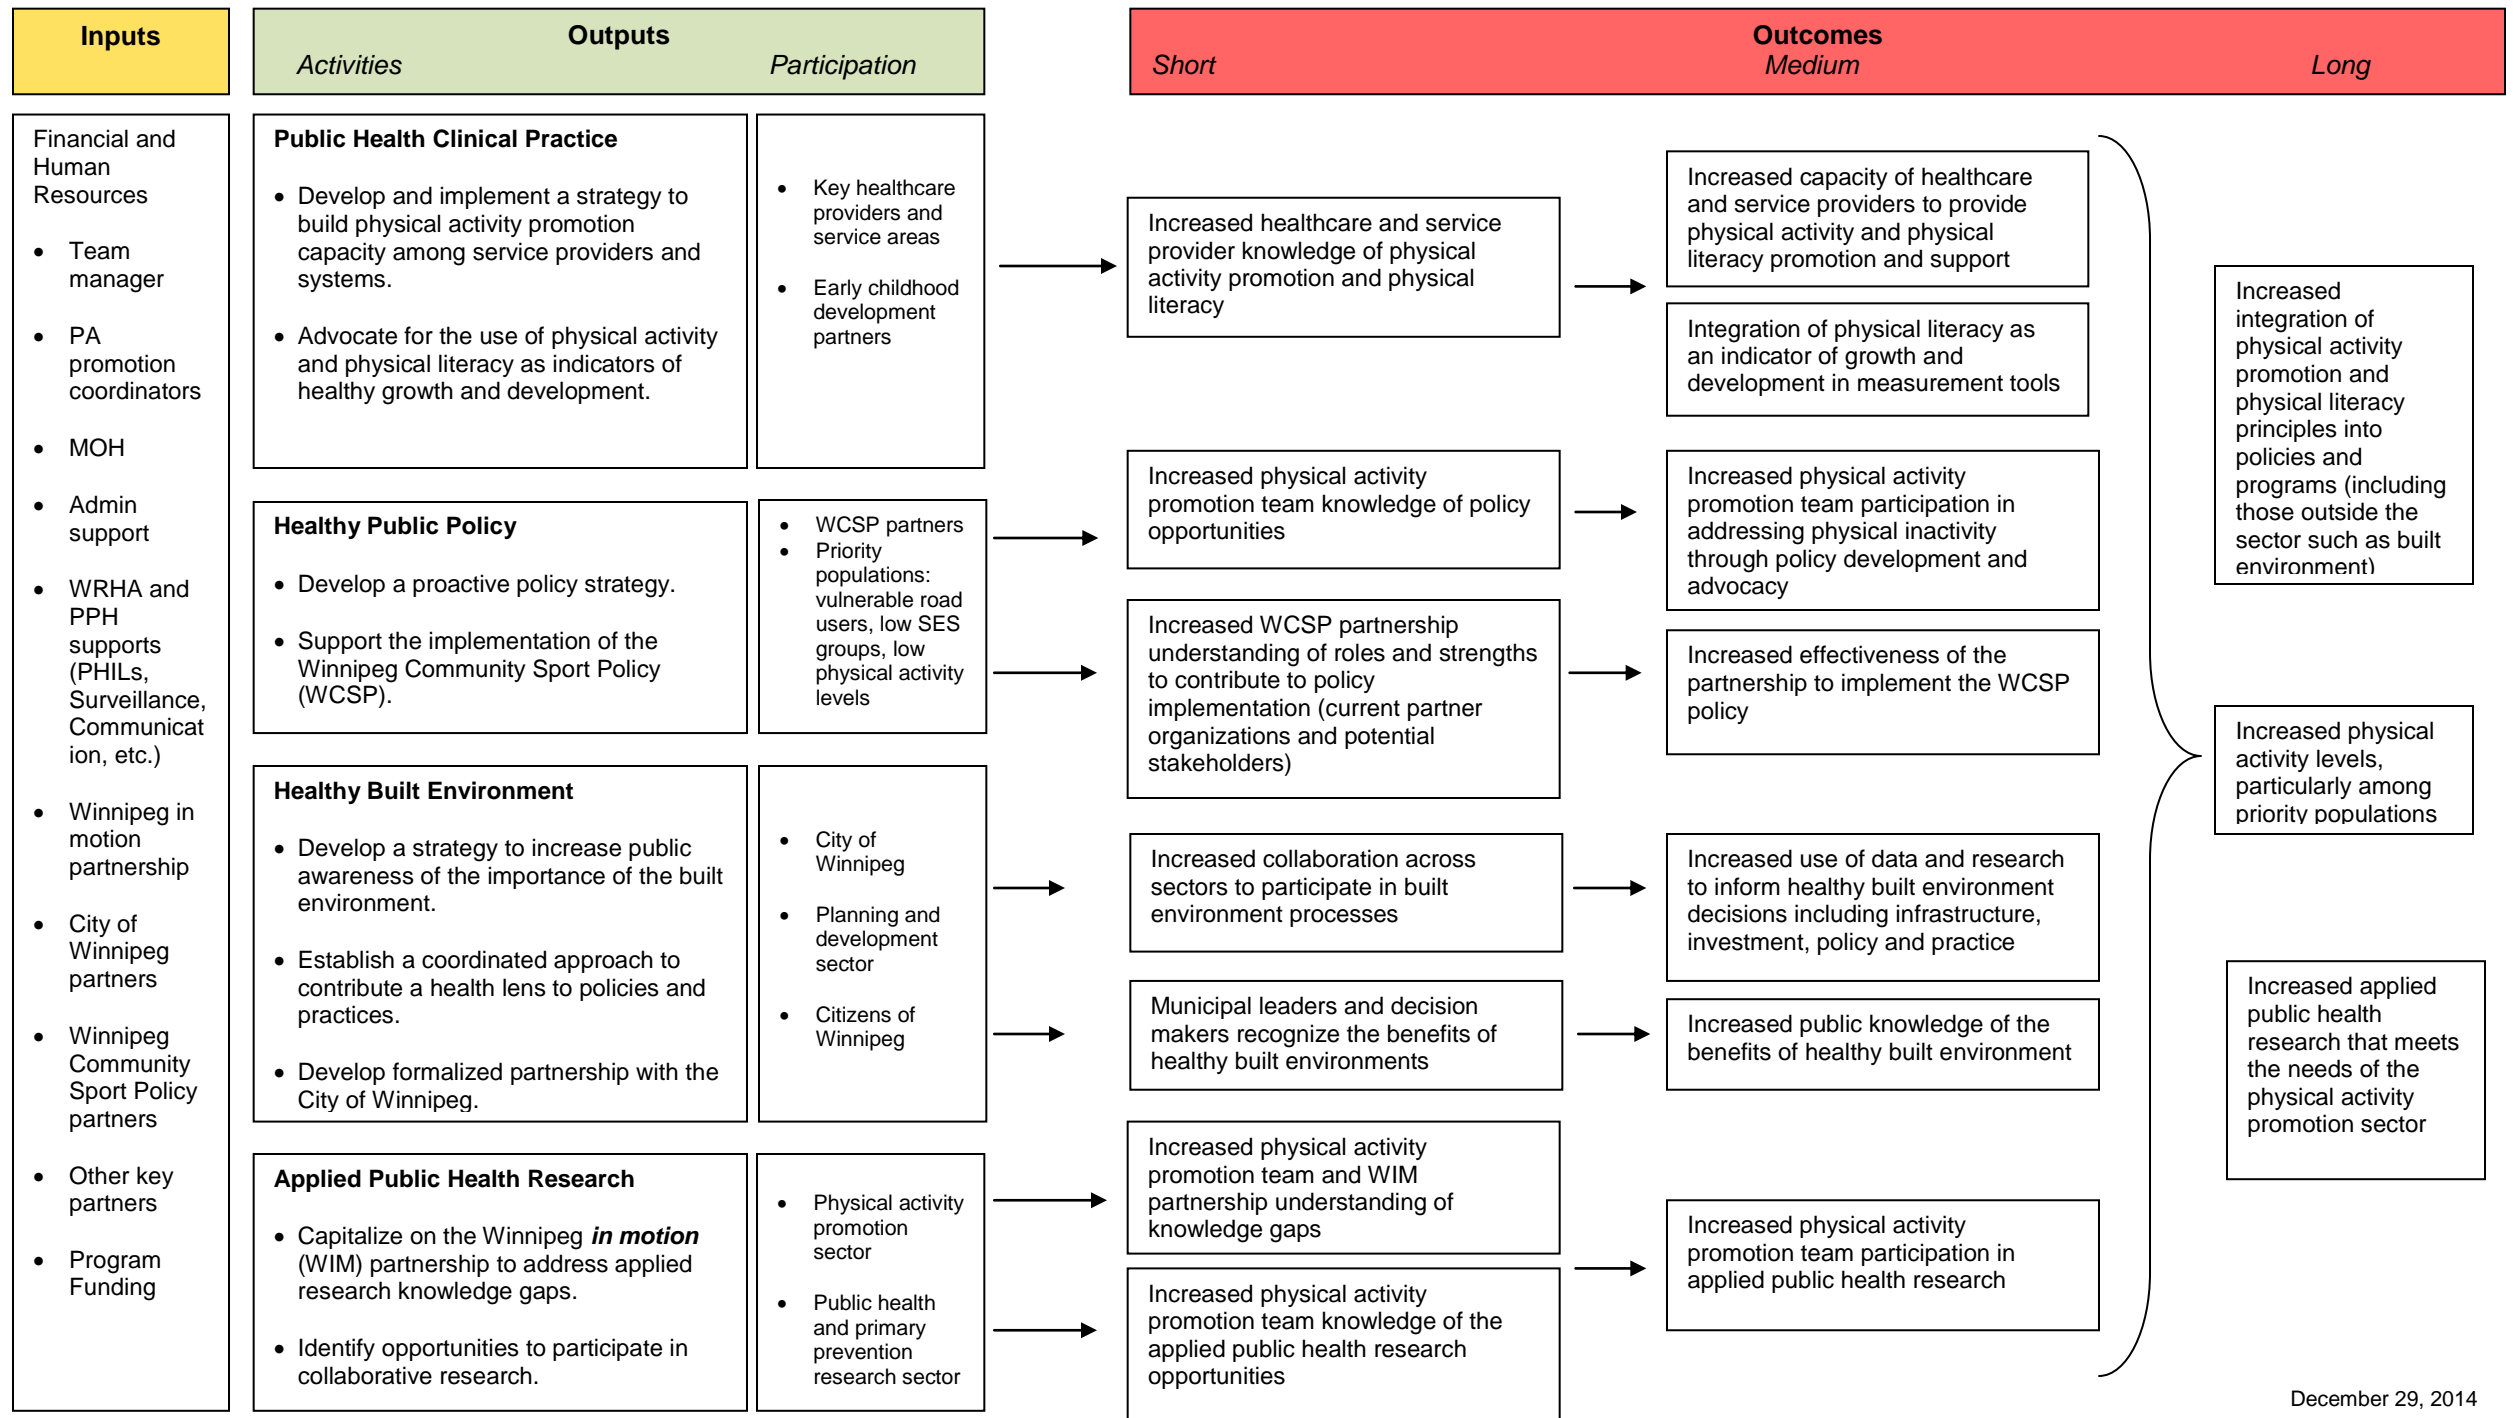 Inputs
Outputs
Activities
Participation
Outcomes
Short
Medium
Long
Financial and
Human
Resources
• Team
manager
• PA
promotion
coordinators
• MOH
• Admin
support
• WRHA and
PPH
supports
(PHILs,
Surveillance,
Communicat
ion, etc.)
• Winnipeg in
motion
partnership
• City of
Winnipeg
partners
• Winnipeg
Community
Sport Policy
partners
• Other key
partners
• Program
Funding
Public Health Clinical Practice
• Develop and implement a strategy to
build physical activity promotion
capacity among service providers and
systems.
• Advocate for the use of physical activity
and physical literacy as indicators of
healthy growth and development.
• Key healthcare
providers and
service areas
• Early childhood
development
partners
Increased healthcare and service
provider knowledge of physical
activity promotion and physical
literacy
Increased capacity of healthcare
and service providers to provide
physical activity and physical
literacy promotion and support
Integration of physical literacy as
an indicator of growth and
development in measurement tools
Healthy Public Policy
• Develop a proactive policy strategy.
• Support the implementation of the
Winnipeg Community Sport Policy
(WCSP).
• WCSP partners
• Priority
populations:
vulnerable road
users, low SES
groups, low
physical activity
levels
Increased physical activity
promotion team knowledge of policy
opportunities
Increased WCSP partnership
understanding of roles and strengths
to contribute to policy
implementation (current partner
organizations and potential
stakeholders)
Increased physical activity
promotion team participation in
addressing physical inactivity
through policy development and
advocacy
Increased effectiveness of the
partnership to implement the WCSP
policy
Healthy Built Environment
• Develop a strategy to increase public
awareness of the importance of the built
environment.
• Establish a coordinated approach to
contribute a health lens to policies and
practices.
• Develop formalized partnership with the
City of Winnipeg.
• City of
Winnipeg
• Planning and
development
sector
• Citizens of
Winnipeg
Increased collaboration across
sectors to participate in built
environment processes
Municipal leaders and decision
makers recognize the benefits of
healthy built environments
Increased use of data and research
to inform healthy built environment
decisions including infrastructure,
investment, policy and practice
Increased public knowledge of the
benefits of healthy built environment
Applied Public Health Research
• Capitalize on the Winnipeg in motion
(WIM) partnership to address applied
research knowledge gaps.
• Identify opportunities to participate in
collaborative research.
• Physical activity
promotion
sector
• Public health
and primary
prevention
research sector
Increased physical activity
promotion team and WIM
partnership understanding of
knowledge gaps
Increased physical activity
promotion team knowledge of the
applied public health research
opportunities
Increased physical activity
promotion team participation in
applied public health research
Increased
integration of
physical activity
promotion and
physical literacy
principles into
policies and
programs (including
those outside the
sector such as built
environment)
Increased physical
activity levels,
particularly among
priority populations
Increased applied
public health
research that meets
the needs of the
physical activity
promotion sector
December 29, 2014